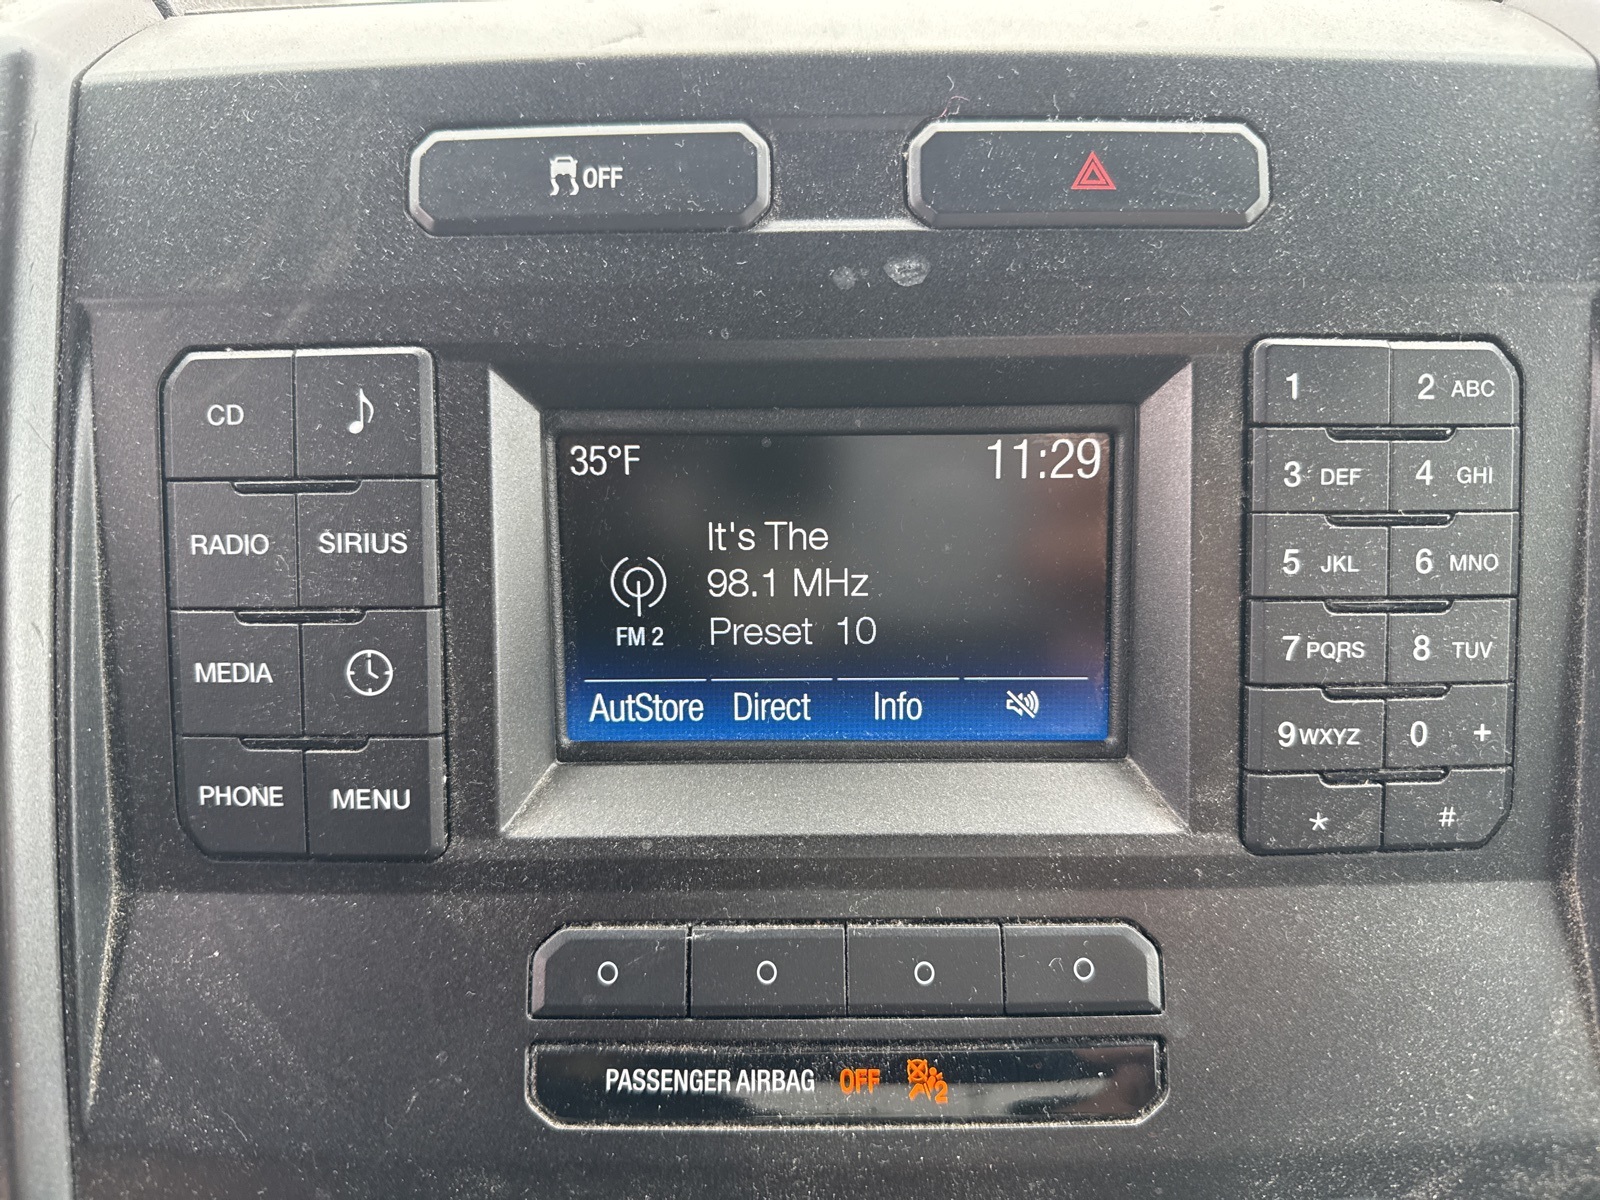 OFF
CD
RADIO SIRIUS
MEDIA
PHONE MENU
35°F 11:29
It's The
98.1 MHz
FM 2 Preset 10
AutStore Direct Info
1 2 ABC
3 DEF 4 GHI
5 JKL 6 MNO
7 PQRS 8 TUV
9 WXYZ 0 +
* #
PASSENGER AIRBAG OFF 2